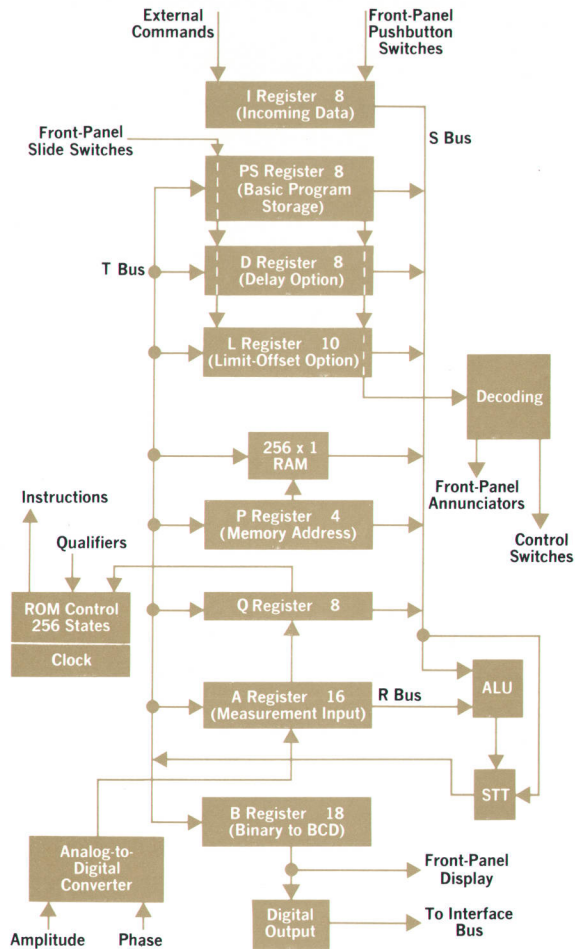 External
Commands
Front-Panel
Pushbutton
Switches
I Register 8
(Incoming Data)
Front-Panel
Slide Switches
S Bus
PS Register 8
(Basic Program
Storage)
T Bus
D Register 8
(Delay Option)
L Register 10
(Limit-Offset Option)
Decoding
256 x 1
RAM
Front-Panel
Annunciators
Instructions
P Register 4
(Memory Address)
Control
Switches
Qualifiers
ROM Control
256 States
Q Register 8
Clock
A Register 16
(Measurement Input)
R Bus
ALU
STT
B Register 18
(Binary to BCD)
Analog-to-
Digital
Converter
Front-Panel
Display
Digital
Output
To Interface
Bus
Amplitude
Phase